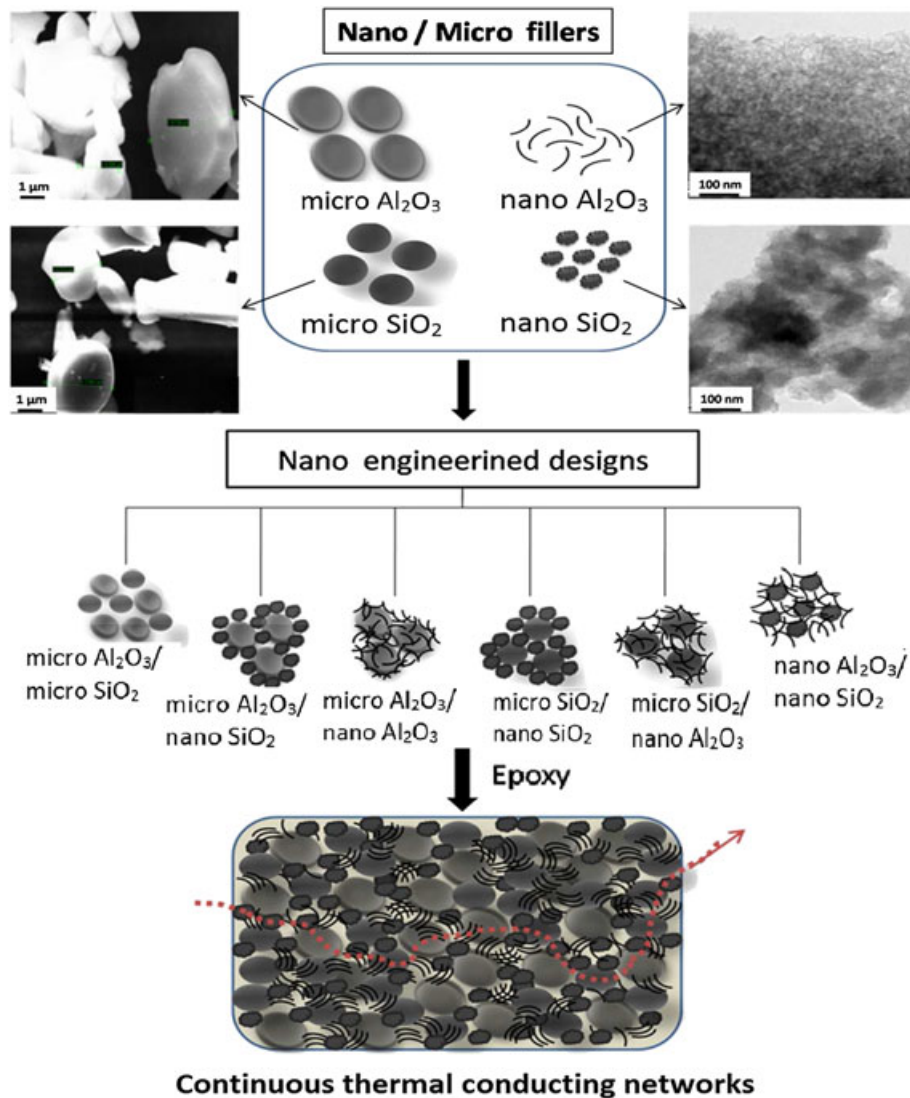 Nano / Micro fillers
micro Al₂O₃
nano Al₂O₃
micro SiO₂
nano SiO₂
1 µm
100 nm
1 µm
100 nm
Nano engineerined designs
micro Al₂O₃/
micro SiO₂
micro Al₂O₃/
nano SiO₂
micro Al₂O₃/
nano Al₂O₃
micro SiO₂/
nano SiO₂
micro SiO₂/
nano Al₂O₃
nano Al₂O₃/
nano SiO₂
Epoxy
Continuous thermal conducting networks